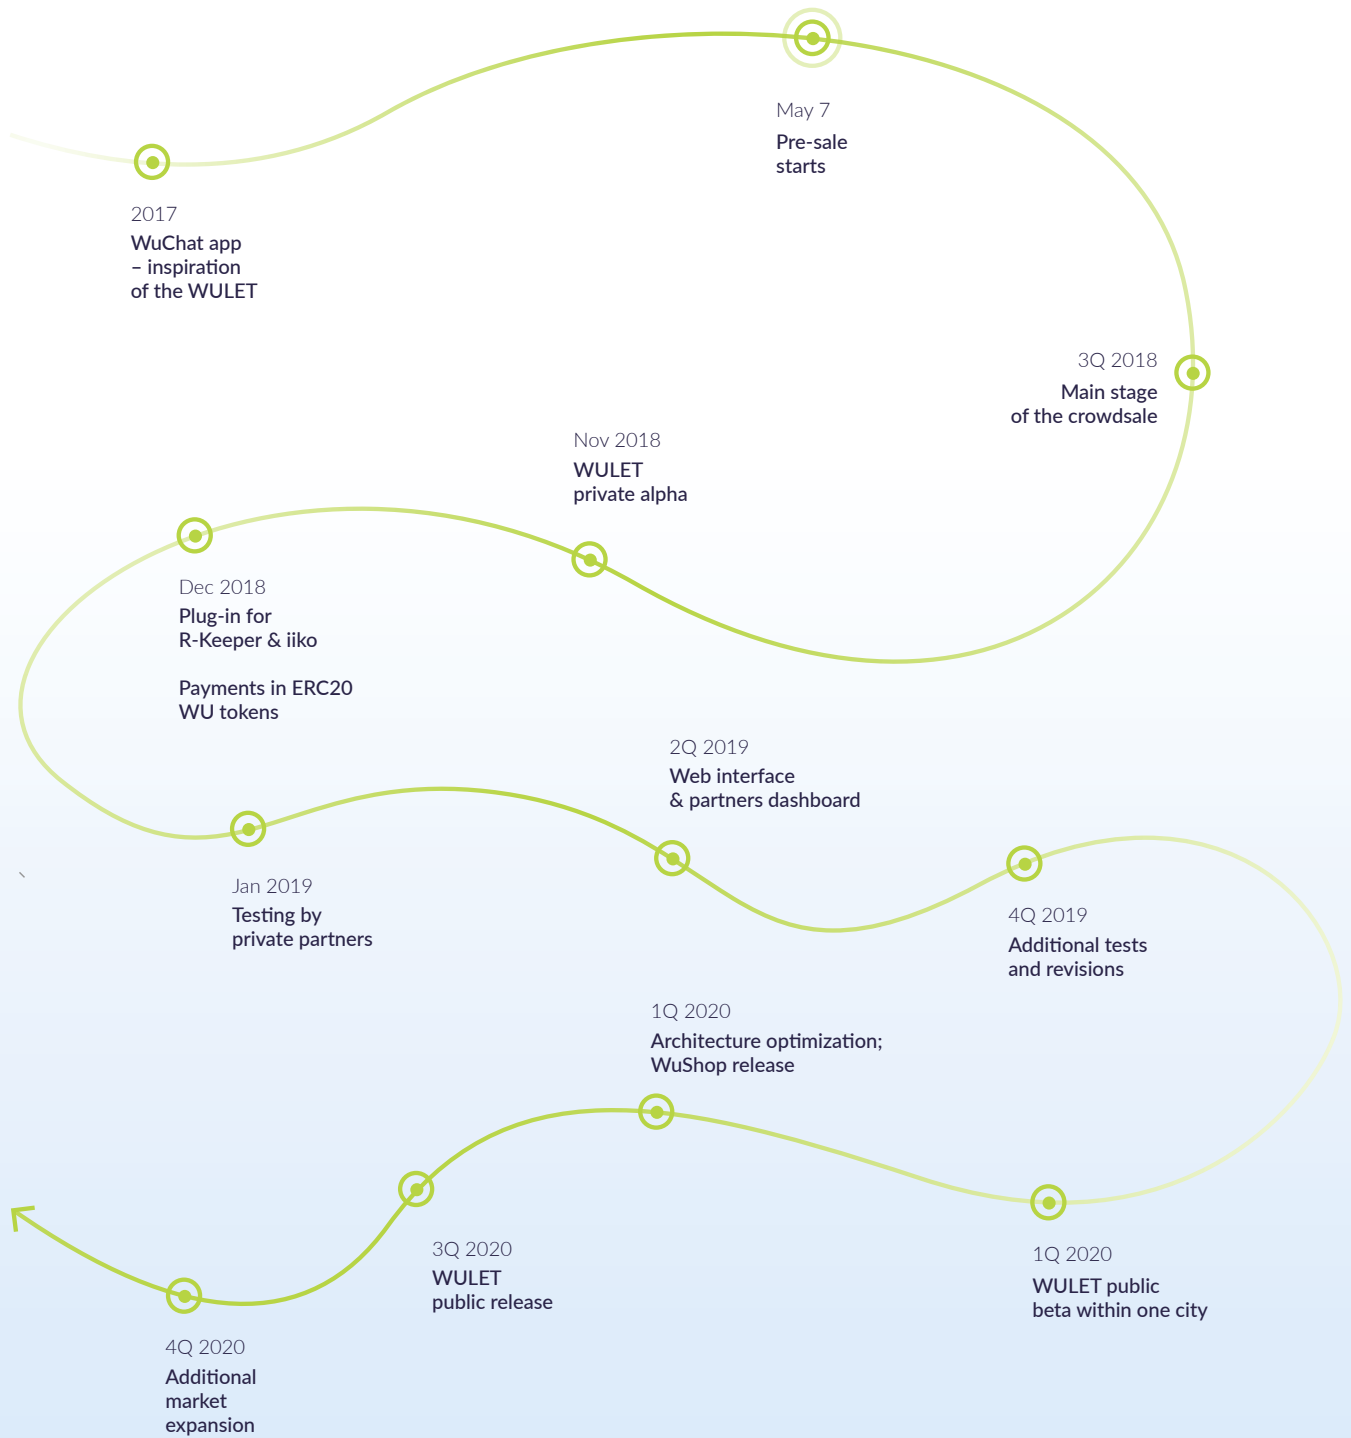 2017
WuChat app
– inspiration
of the WULET
May 7
Pre-sale
starts
3Q 2018
Main stage
of the crowdsale
Nov 2018
WULET
private alpha
Dec 2018
Plug-in for
R-Keeper & iiko
Payments in ERC20
WU tokens
Jan 2019
Testing by
private partners
2Q 2019
Web interface
& partners dashboard
4Q 2019
Additional tests
and revisions
1Q 2020
WULET public
beta within one city
1Q 2020
Architecture optimization;
WuShop release
3Q 2020
WULET
public release
4Q 2020
Additional
market
expansion